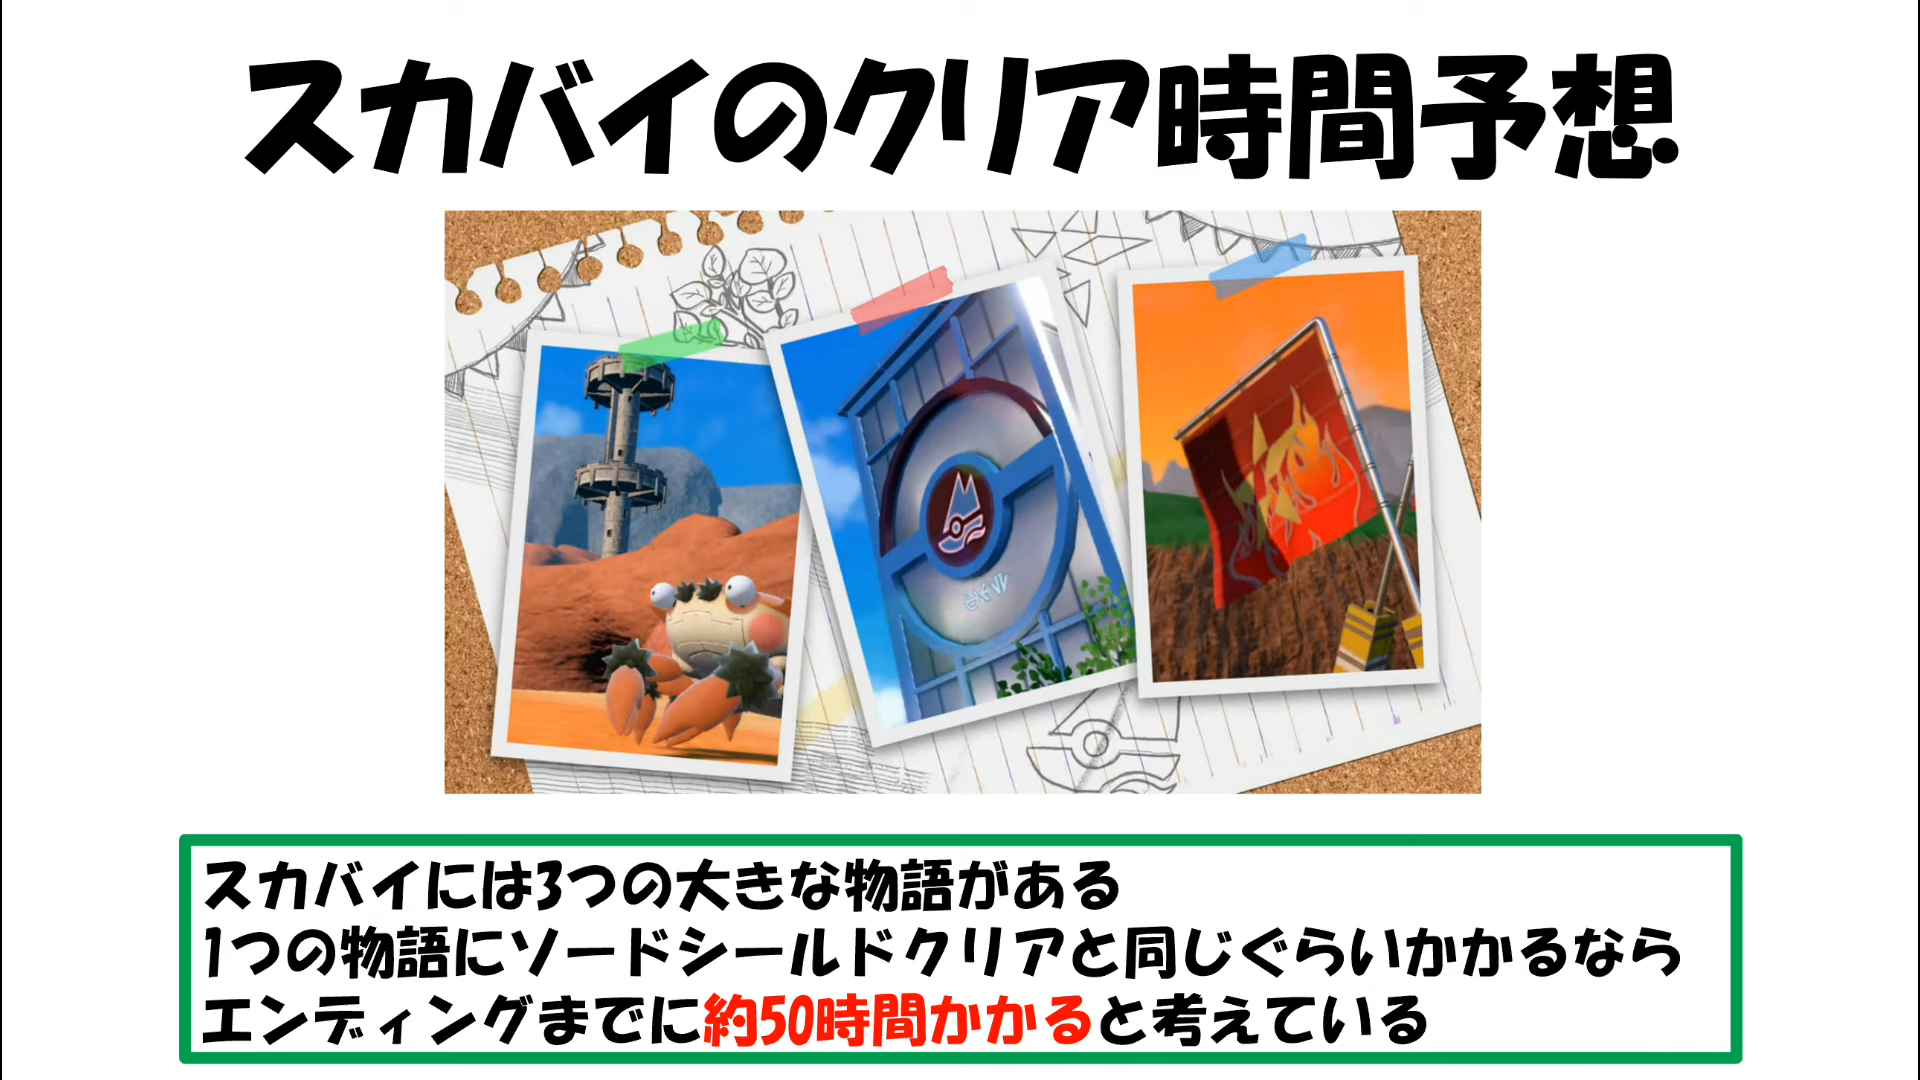 スカバイのクリア時間予想
スカバイには3つの大きな物語がある
1つの物語にソードシールドクリアと同じぐらいかかるなら
エンディングまでに約50時間かかると考えている